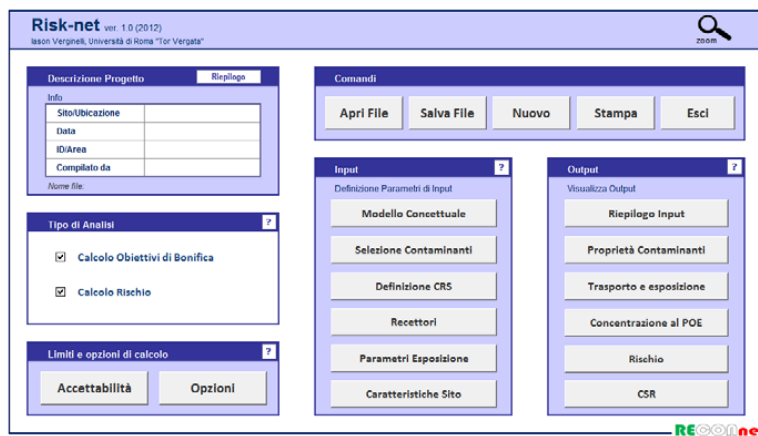 Risk-net ver. 1.0 (2012)
Iason Verginelli, Università di Roma "Tor Vergata"
zoom
Descrizione Progetto
Riepilogo
Info
Sito/Ubicazione
Data
ID/Area
Compilato da
Nome file:
Comandi
Apri File
Salva File
Nuovo
Stampa
Esci
Tipo di Analisi
?
Calcolo Obiettivi di Bonifica
Calcolo Rischio
Limiti e opzioni di calcolo
?
Accettabilità
Opzioni
Input
?
Definizione Parametri di Input
Modello Concettuale
Selezione Contaminanti
Definizione CRS
Recettori
Parametri Esposizione
Caratteristiche Sito
Output
?
Visualizza Output
Riepilogo Input
Proprietà Contaminanti
Trasporto e esposizione
Concentrazione al POE
Rischio
CSR
RECONnet